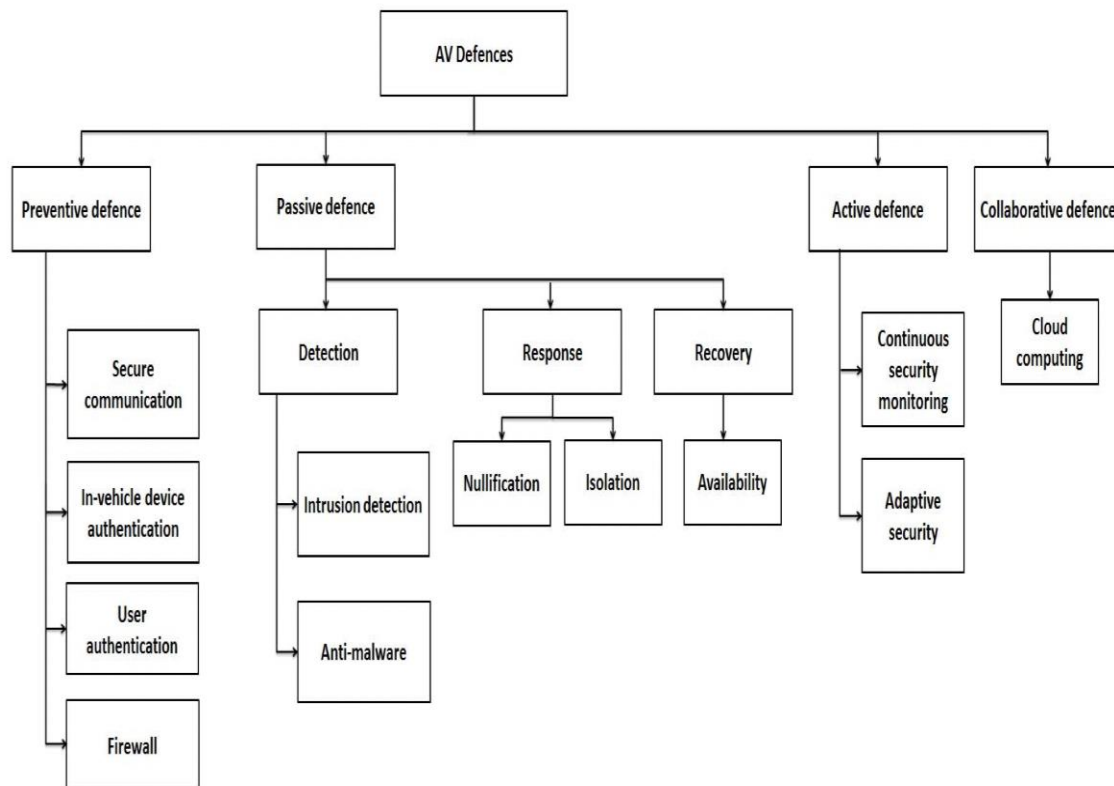 AV Defences
Preventive defence
Passive defence
Active defence
Collaborative defence
Secure
communication
In-vehicle device
authentication
User
authentication
Firewall
Detection
Response
Recovery
Intrusion detection
Anti-malware
Nullification
Isolation
Availability
Continuous
security
monitoring
Adaptive
security
Cloud
computing